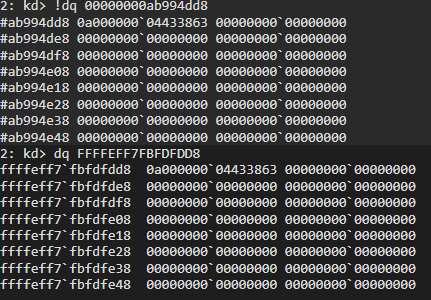 2: kd> !dq 00000000ab994dd8
#ab994dd8 0a000000`04433863 00000000`00000000
#ab994de8 00000000`00000000 00000000`00000000
#ab994df8 00000000`00000000 00000000`00000000
#ab994e08 00000000`00000000 00000000`00000000
#ab994e18 00000000`00000000 00000000`00000000
#ab994e28 00000000`00000000 00000000`00000000
#ab994e38 00000000`00000000 00000000`00000000
#ab994e48 00000000`00000000 00000000`00000000
2: kd> dq FFFFEFF7FBFDFDD8
ffffeff7`fbfdfdd8  0a000000`04433863 00000000`00000000
ffffeff7`fbfdfde8  00000000`00000000 00000000`00000000
ffffeff7`fbfdfdf8  00000000`00000000 00000000`00000000
ffffeff7`fbfdfe08  00000000`00000000 00000000`00000000
ffffeff7`fbfdfe18  00000000`00000000 00000000`00000000
ffffeff7`fbfdfe28  00000000`00000000 00000000`00000000
ffffeff7`fbfdfe38  00000000`00000000 00000000`00000000
ffffeff7`fbfdfe48  00000000`00000000 00000000`00000000